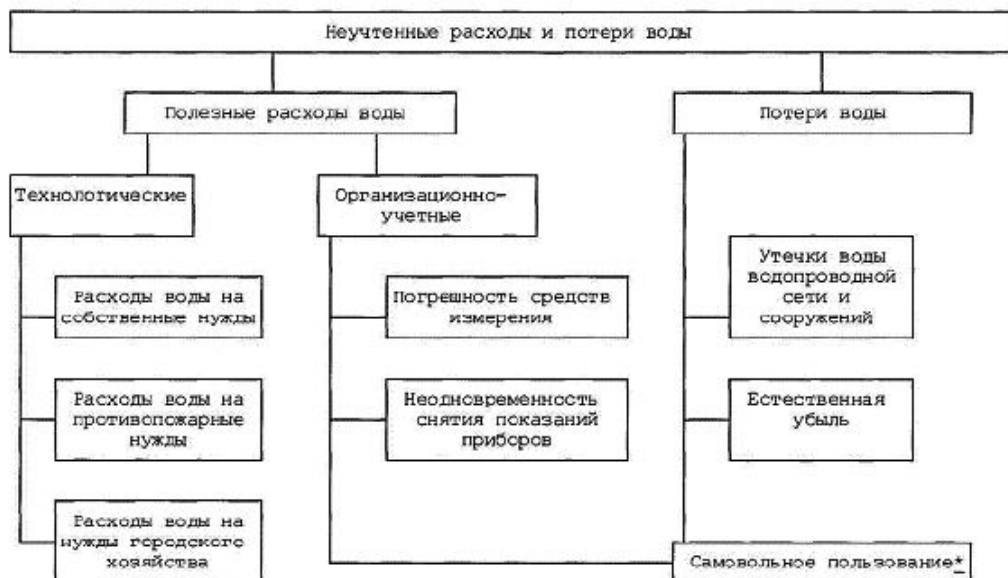 Неучтенные расходы и потери воды
Полезные расходы воды
Потери воды
Технологические
Организационно-
учетные
Расходы воды на
собственные нужды
Погрешность средств
измерения
Утечки воды
водопроводной
сети и
сооружений
Расходы воды на
противопожарные
нужды
Неодновременность
снятия показаний
приборов
Естественная
убыль
Расходы воды на
нужды городского
хозяйства
Самовольное пользование*